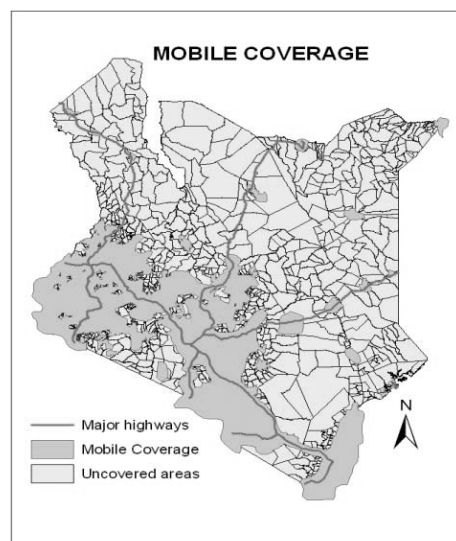 MOBILE COVERAGE
N
Major highways
Mobile Coverage
Uncovered areas